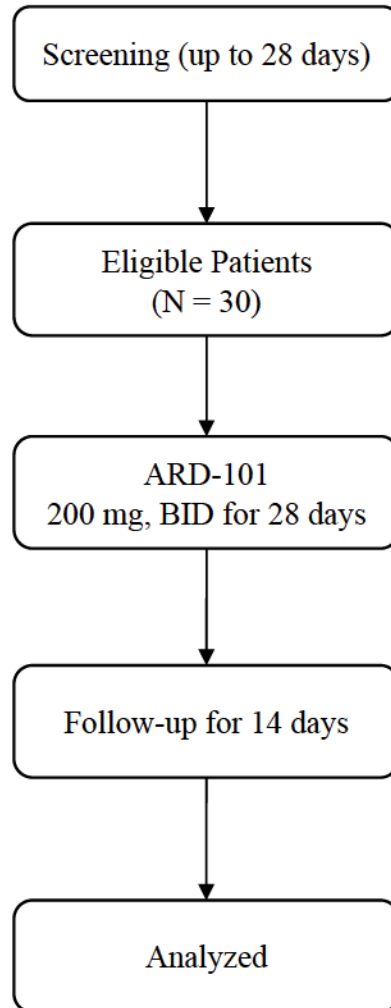 Screening (up to 28 days)
Eligible Patients
(N = 30)
ARD-101
200 mg, BID for 28 days
Follow-up for 14 days
Analyzed